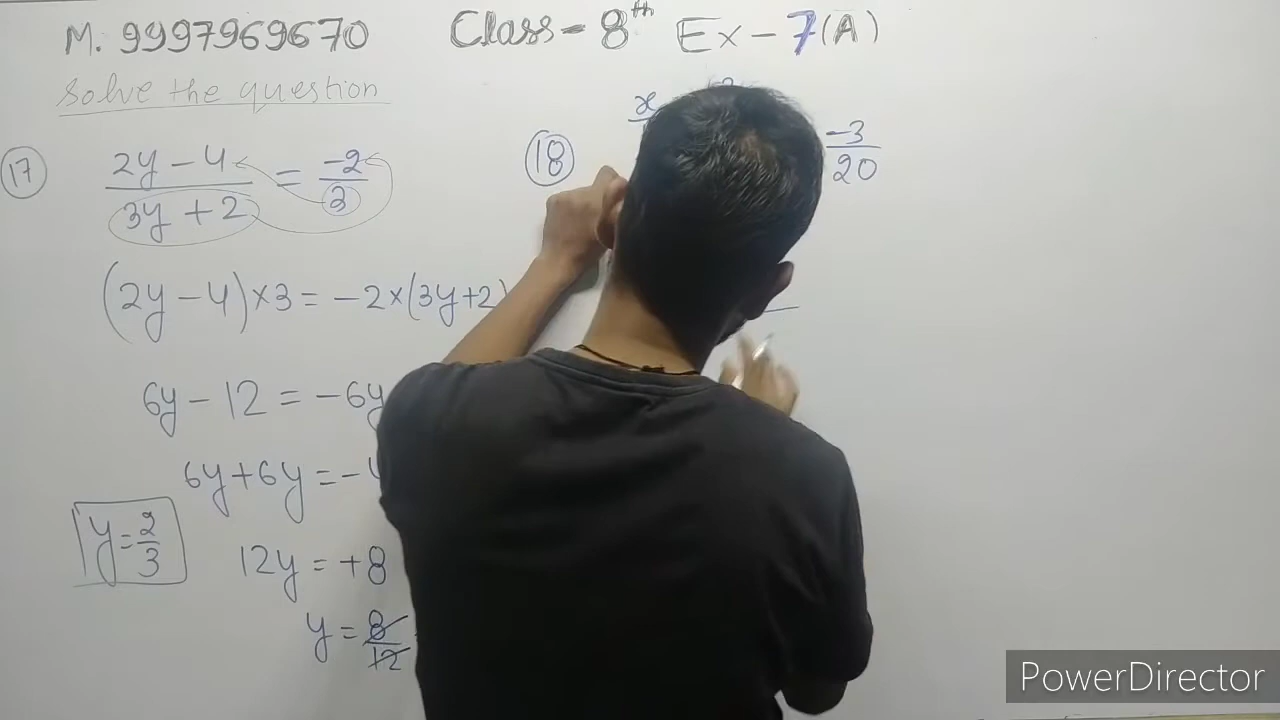 M. 9997969670 Class - 8th Ex - 7(A)
Solve the question
17 2y - 4 / 3y + 2 = -2 / 3
(2y - 4) × 3 = -2 × (3y + 2)
6y - 12 = -6y
6y + 6y = -4
12y = +8
y = 8 / 12
y = 2 / 3
18 x -3 / 20
PowerDirector